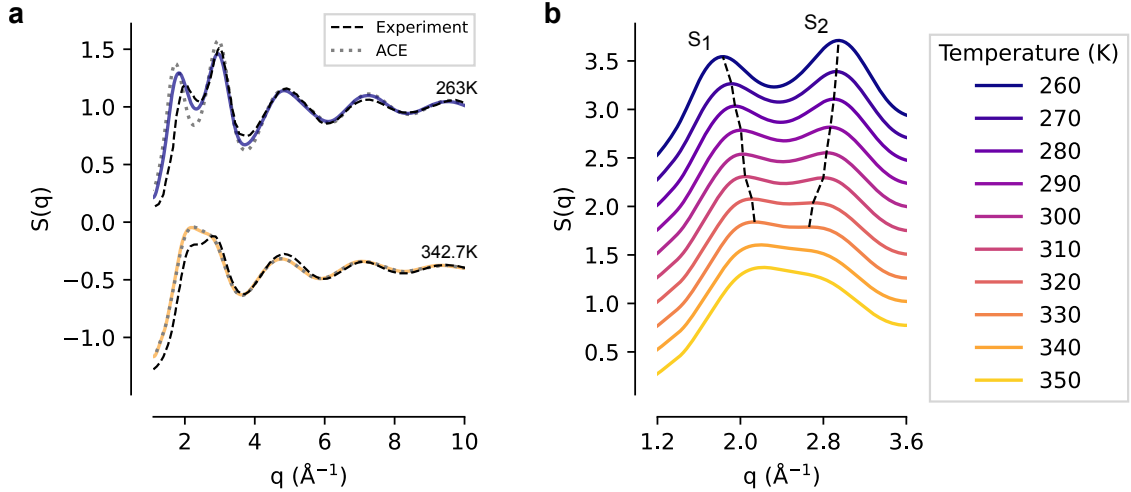 a
Experiment
ACE
1.5
1.0
0.5
0.0
−0.5
−1.0
S(q)
263K
342.7K
2
4
6
8
10
q (Å⁻¹)
b
S₁
S₂
3.5
3.0
2.5
2.0
1.5
1.0
0.5
S(q)
1.2
2.0
2.8
3.6
q (Å⁻¹)
Temperature (K)
260
270
280
290
300
310
320
330
340
350